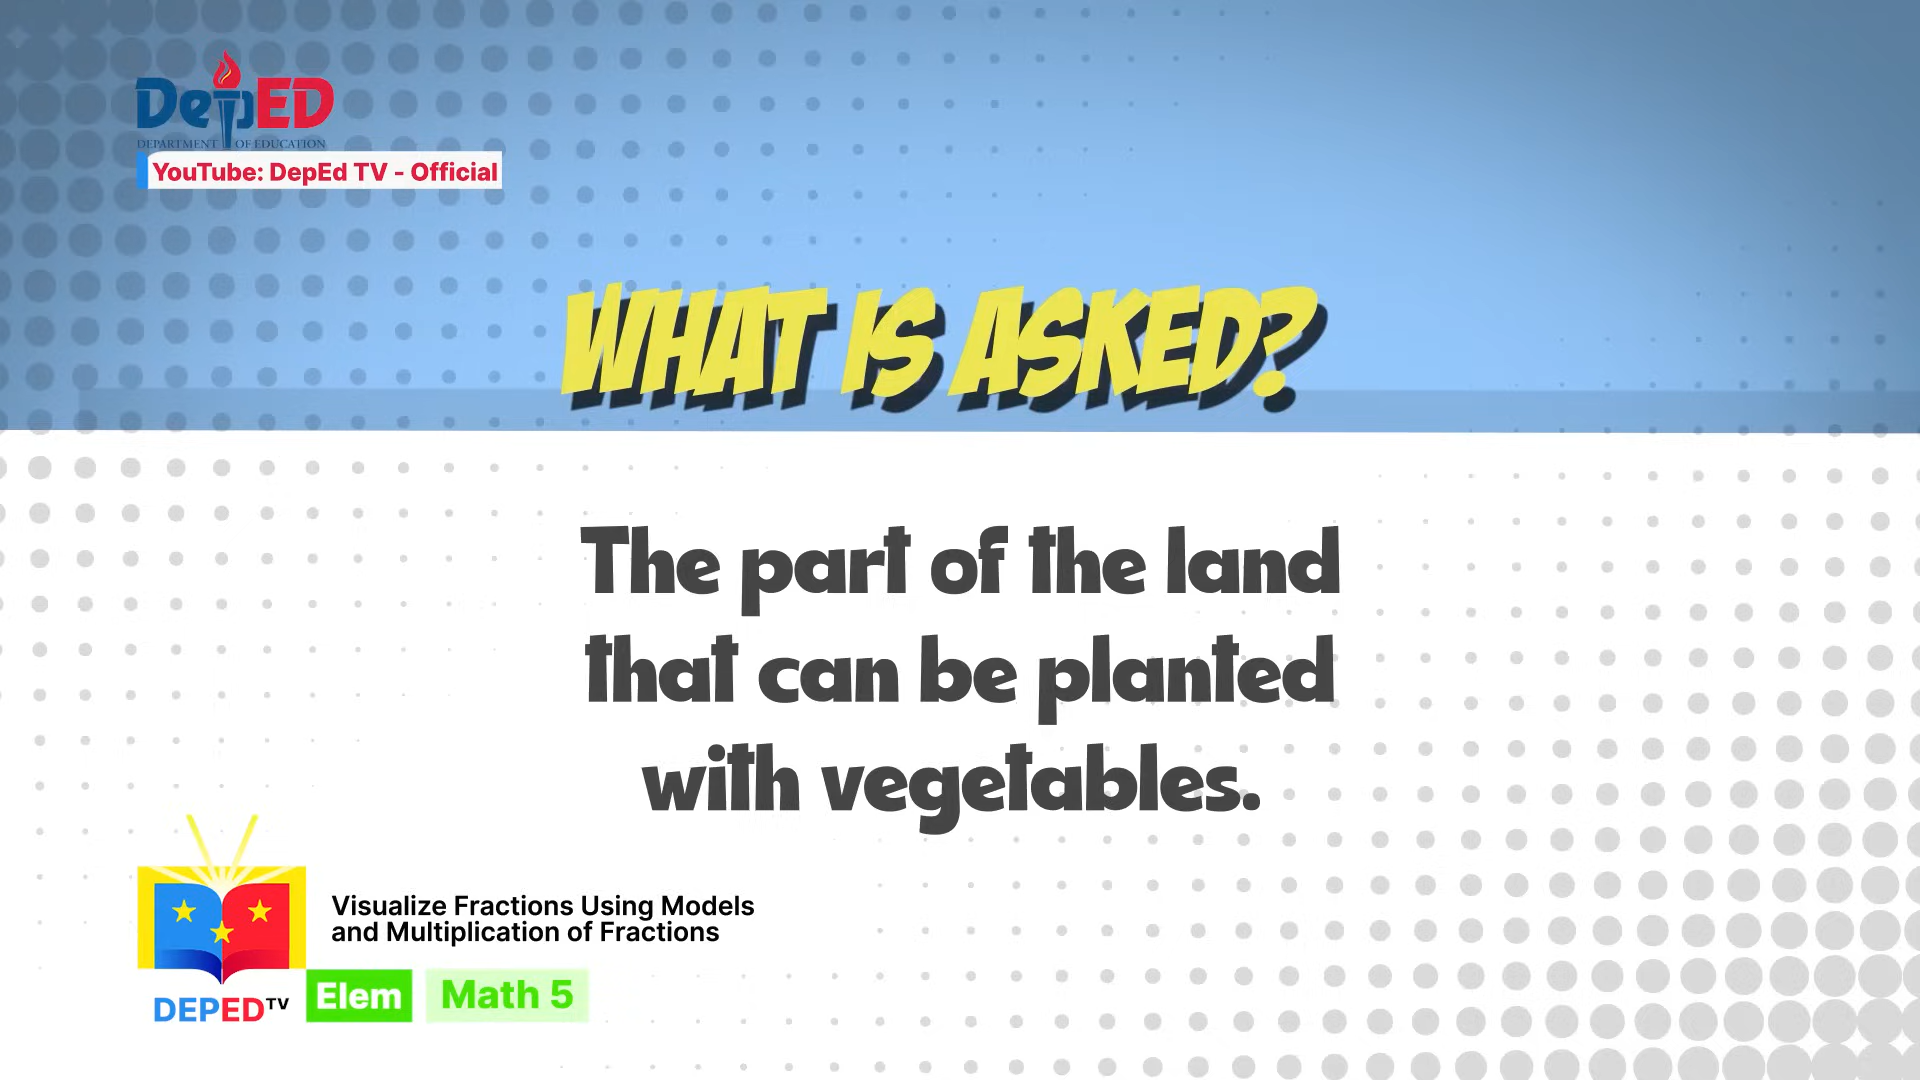 DepED
DEPARTMENT OF EDUCATION
YouTube: DepEd TV - Official
WHAT IS ASKED?
The part of the land
that can be planted
with vegetables.
Visualize Fractions Using Models
and Multiplication of Fractions
DEPED TV
Elem
Math 5